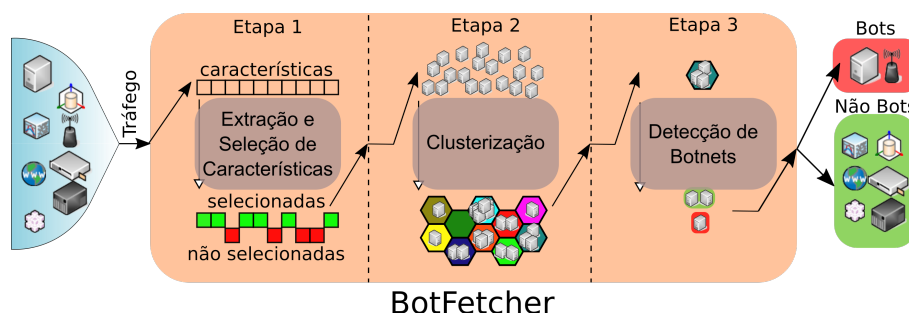 Tráfego
Etapa 1
características
Extração e
Seleção de
Características
selecionadas
não selecionadas
Etapa 2
Clusterização
Etapa 3
Detecção de
Botnets
Bots
Não Bots
BotFetcher